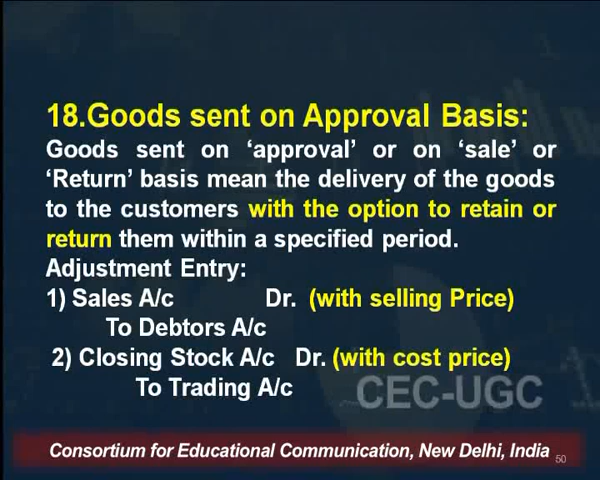 18.Goods sent on Approval Basis:
Goods sent on ‘approval’ or on ‘sale’ or
‘Return’ basis mean the delivery of the goods
to the customers with the option to retain or
return them within a specified period.
Adjustment Entry:
1) Sales A/c Dr. (with selling Price)
To Debtors A/c
2) Closing Stock A/c Dr. (with cost price)
To Trading A/c
CEC-UGC
Consortium for Educational Communication, New Delhi, India
50